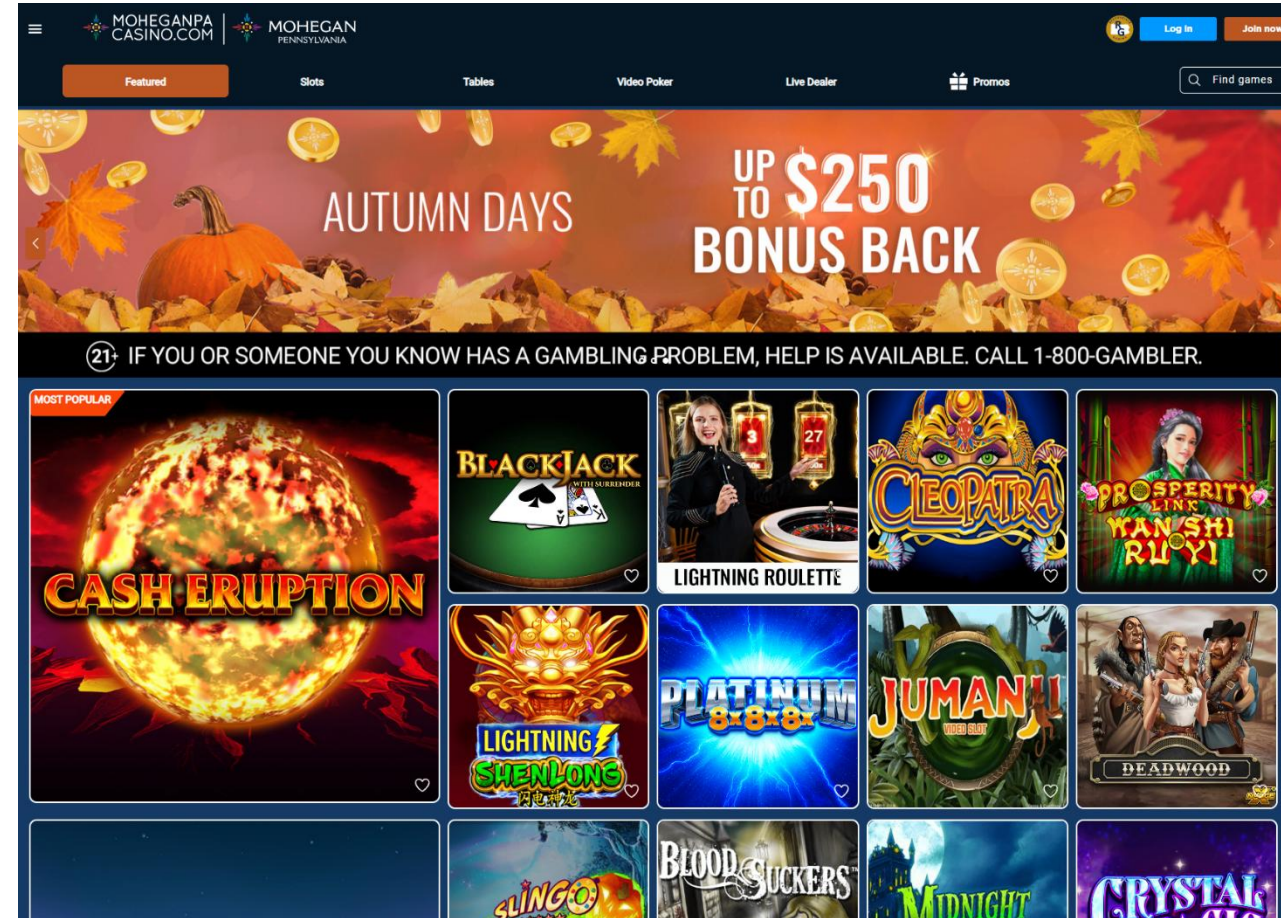 MOHEGANPA
CASINO.COM
MOHEGAN
PENNSYLVANIA
Log In
Join now
Featured
Slots
Tables
Video Poker
Live Dealer
Promos
Find games
AUTUMN DAYS
UP TO $250
BONUS BACK
21+ IF YOU OR SOMEONE YOU KNOW HAS A GAMBLING PROBLEM, HELP IS AVAILABLE. CALL 1-800-GAMBLER.
MOST POPULAR
CASH ERUPTION
BLACKJACK
WITH SURRENDER
3
27
LIGHTNING ROULETTE
CLEOPATRA
PROSPERITY
LINK
WAN SHI
RU YI
LIGHTNING
SHENLONG
闪电神龙
PLATINUM
8x8x8x
JUMANJI
VIDEO SLOT
DEADWOOD
SLINGO
BLOOD SUCKERS
MIDNIGHT
CRYSTAL